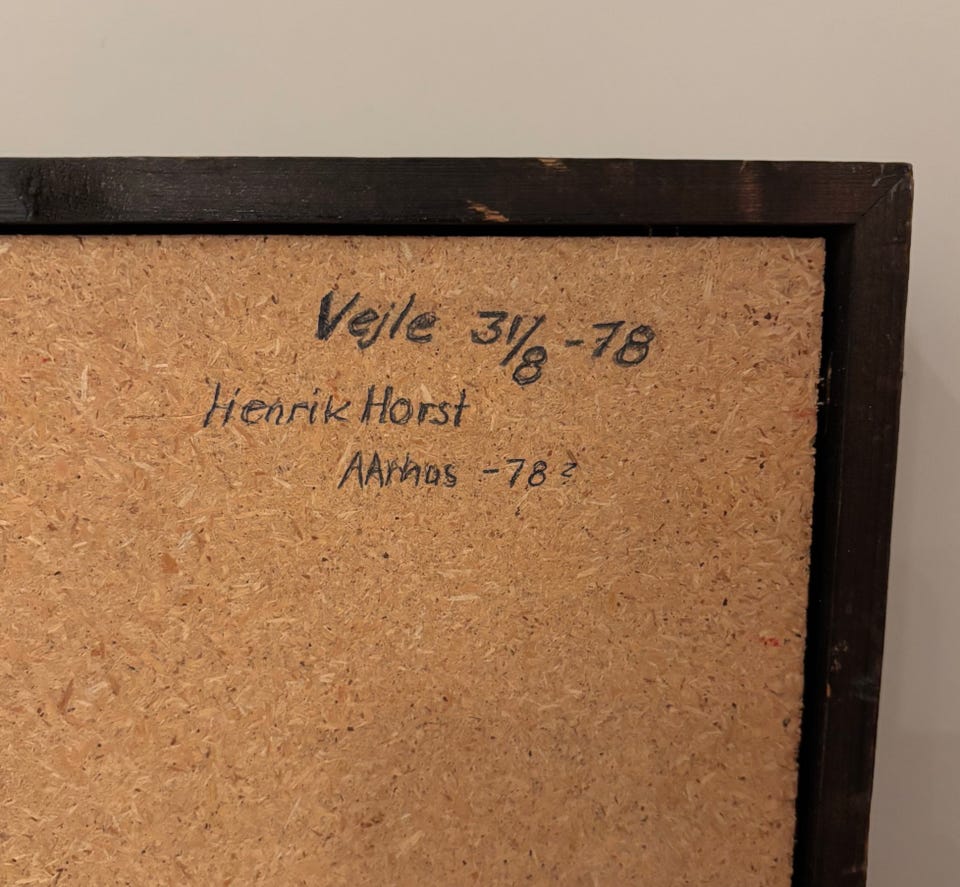 Vejle 31/8 -78
Henrik Horst
AArhus -78?